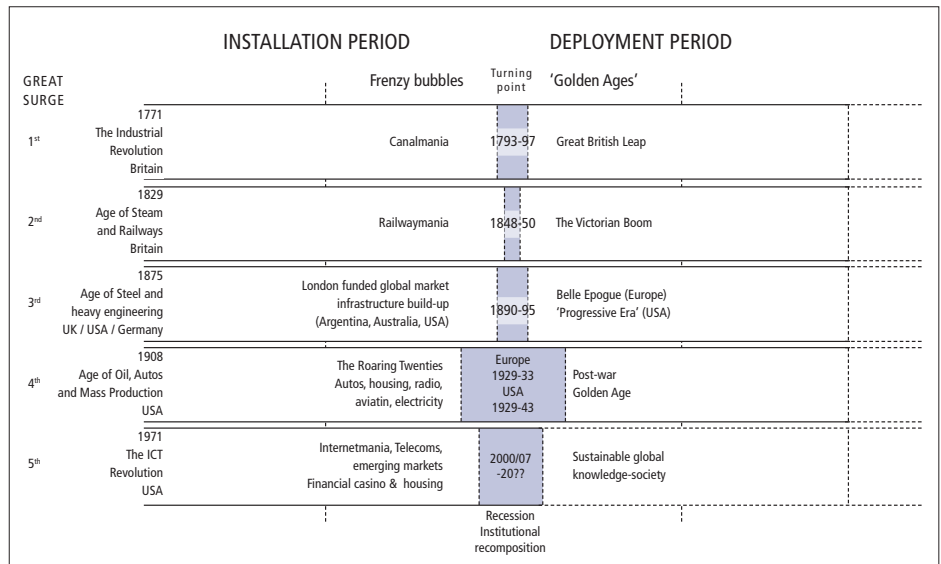 INSTALLATION PERIOD
DEPLOYMENT PERIOD
GREAT
SURGE
Frenzy bubbles
Turning
point
'Golden Ages'
1st
1771
The Industrial
Revolution
Britain
Canalmania
1793-97
Great British Leap
2nd
1829
Age of Steam
and Railways
Britain
Railwaymania
1848-50
The Victorian Boom
3rd
1875
Age of Steel and
heavy engineering
UK / USA / Germany
London funded global market
infrastructure build-up
(Argentina, Australia, USA)
1890-95
Belle Epogue (Europe)
'Progressive Era' (USA)
4th
1908
Age of Oil, Autos
and Mass Production
USA
The Roaring Twenties
Autos, housing, radio,
aviatin, electricity
Europe
1929-33
USA
1929-43
Post-war
Golden Age
5th
1971
The ICT
Revolution
USA
Internetmania, Telecoms,
emerging markets
Financial casino & housing
2000/07
-20??
Sustainable global
knowledge-society
Recession
Institutional
recomposition